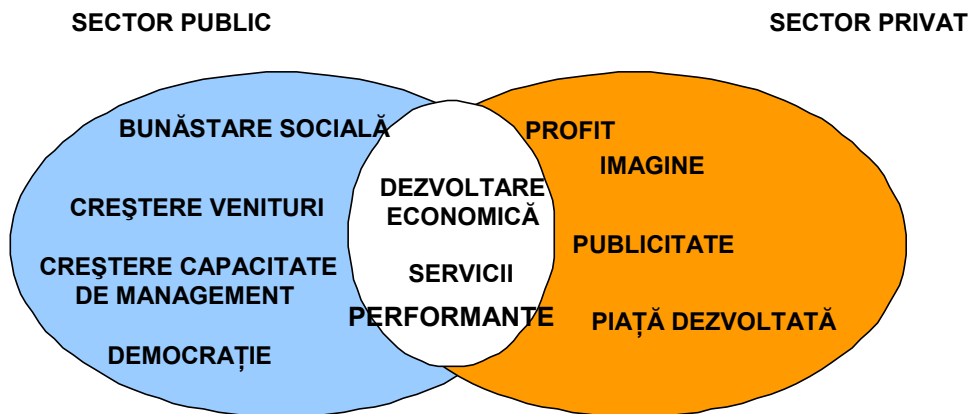 SECTOR PUBLIC
SECTOR PRIVAT
BUNĂSTARE SOCIALĂ
CREŞTERE VENITURI
CREŞTERE CAPACITATE
DE MANAGEMENT
DEMOCRAȚIE
DEZVOLTARE
ECONOMICĂ
SERVICII
PERFORMANTE
PROFIT
IMAGINE
PUBLICITATE
PIAȚĂ DEZVOLTATĂ